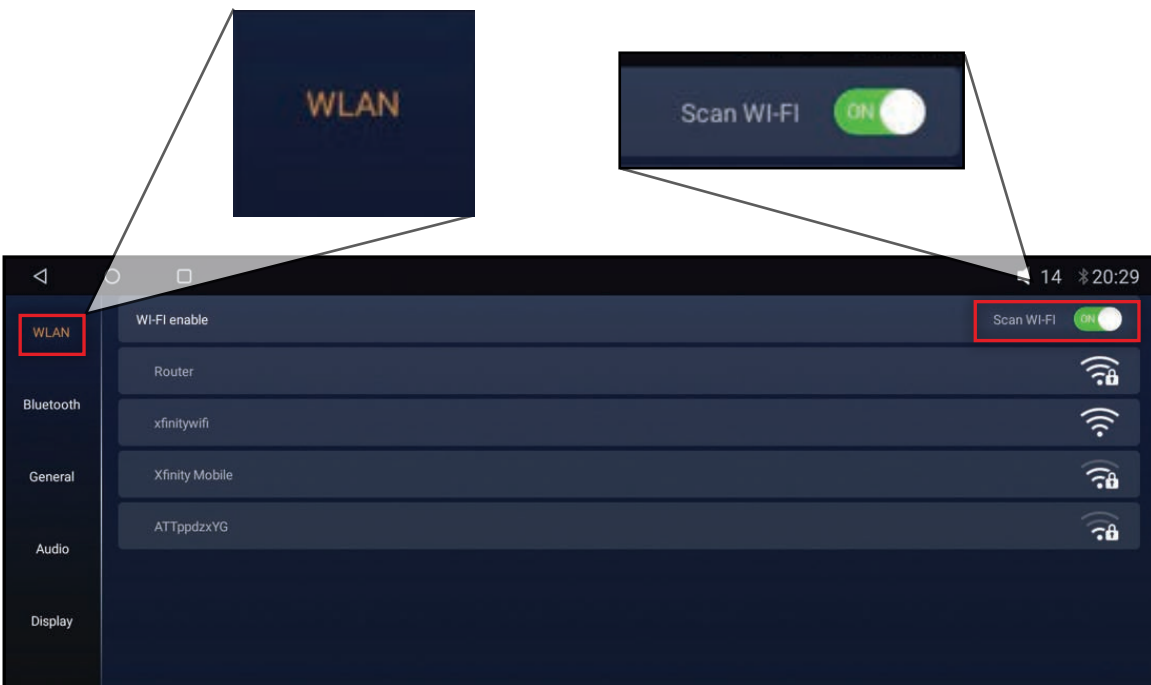 WLAN
Scan WI-FI ON
14 20:29
WLAN
WI-FI enable
Scan WI-FI ON
Router
Bluetooth
xfinitywifi
General
Xfinity Mobile
ATTppdzxYG
Audio
Display